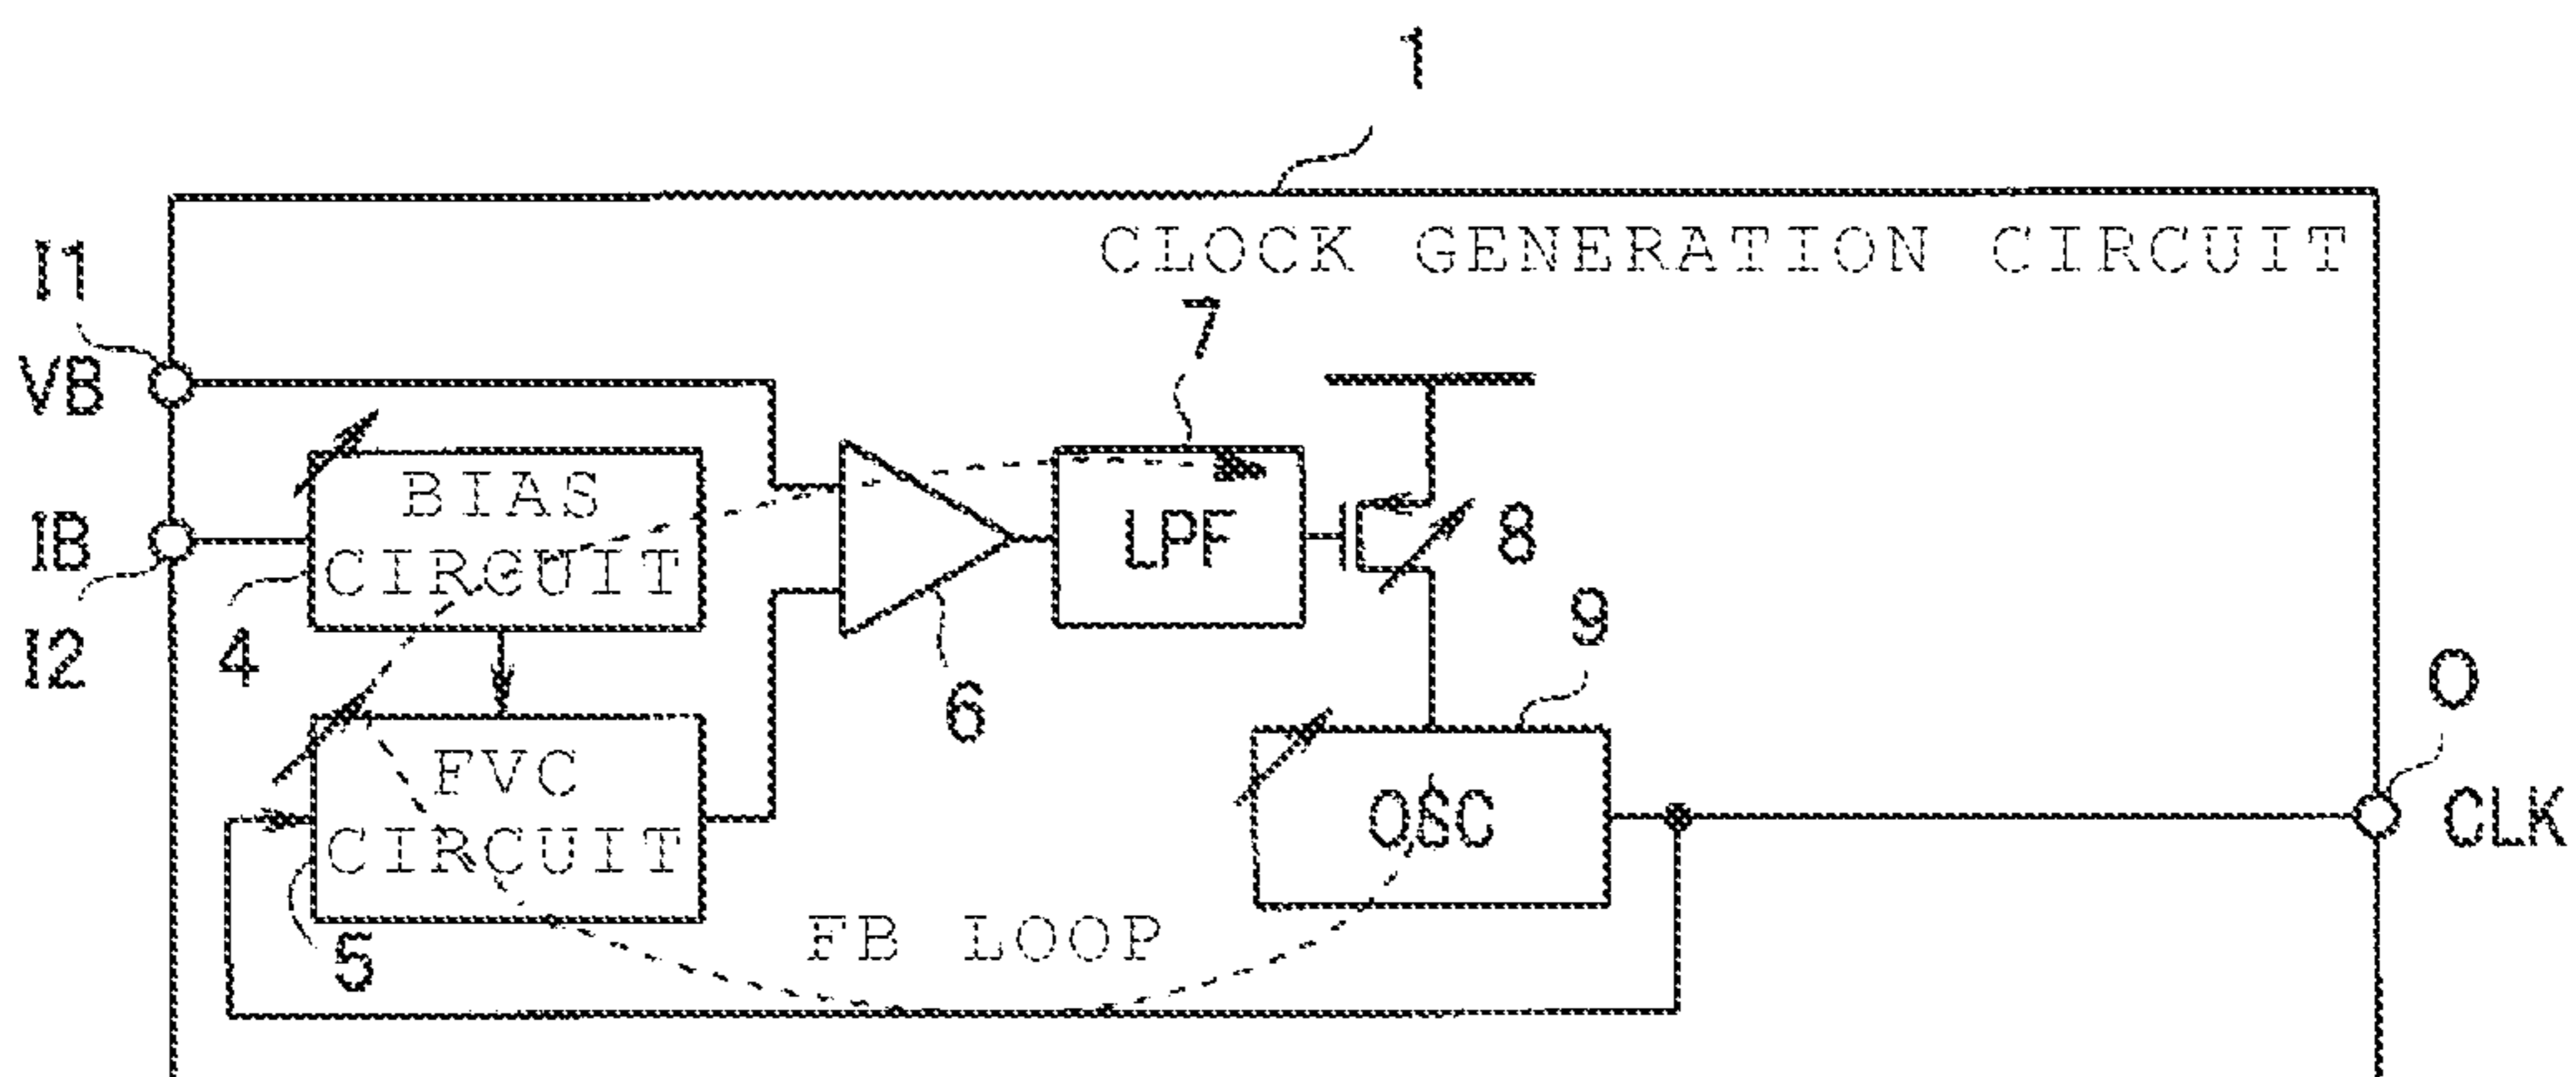 1
CLOCK GENERATION CIRCUIT
I1
VB
7
BIAS
CIRCUIT
LPF
8
IB
I2
4
6
9
O
CLK
FVC
CIRCUIT
OSC
5
FB LOOP